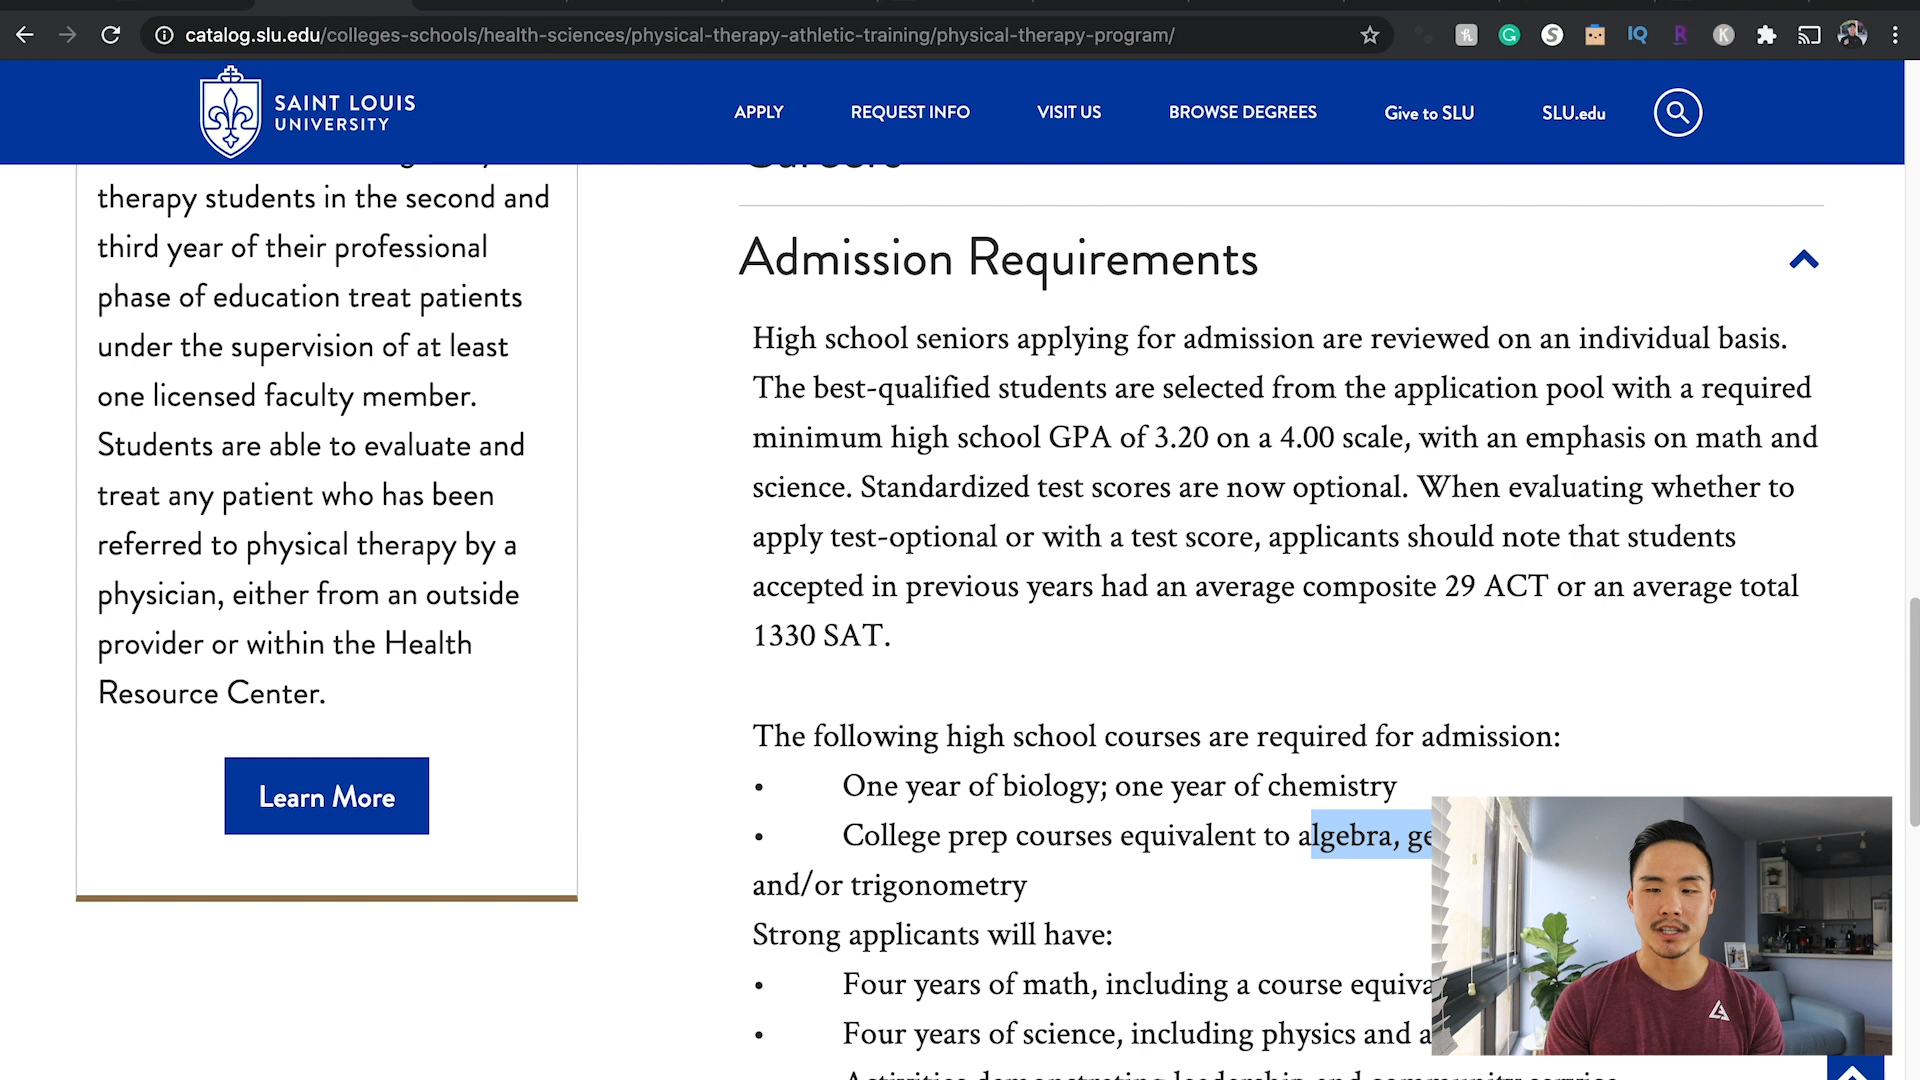 catalog.slu.edu/colleges-schools/health-sciences/physical-therapy-athletic-training/physical-therapy-program/
SAINT LOUIS
UNIVERSITY
APPLY
REQUEST INFO
VISIT US
BROWSE DEGREES
Give to SLU
SLU.edu
therapy students in the second and
third year of their professional
phase of education treat patients
under the supervision of at least
one licensed faculty member.
Students are able to evaluate and
treat any patient who has been
referred to physical therapy by a
physician, either from an outside
provider or within the Health
Resource Center.
Learn More
Careers
Admission Requirements
High school seniors applying for admission are reviewed on an individual basis.
The best-qualified students are selected from the application pool with a required
minimum high school GPA of 3.20 on a 4.00 scale, with an emphasis on math and
science. Standardized test scores are now optional. When evaluating whether to
apply test-optional or with a test score, applicants should note that students
accepted in previous years had an average composite 29 ACT or an average total
1330 SAT.
The following high school courses are required for admission:
• One year of biology; one year of chemistry
• College prep courses equivalent to algebra, ge
and/or trigonometry
Strong applicants will have:
• Four years of math, including a course equiva
• Four years of science, including physics and a
Activities demonstrating leadership and community service